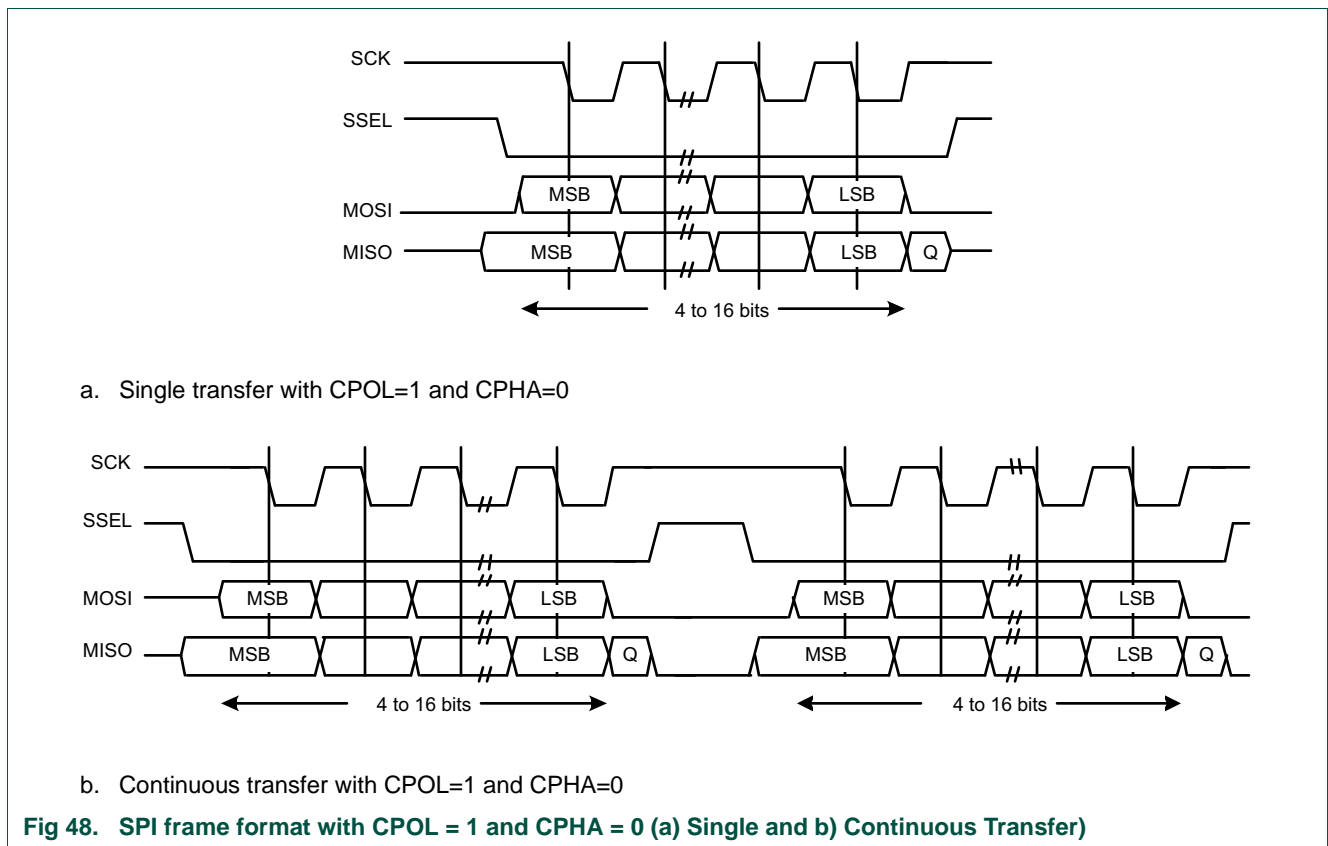 SCK
SSEL
MOSI
MSB
LSB
MISO
MSB
LSB
Q
4 to 16 bits
a. Single transfer with CPOL=1 and CPHA=0
SCK
SSEL
MOSI
MSB
LSB
MSB
LSB
MISO
MSB
LSB
Q
MSB
LSB
Q
4 to 16 bits
4 to 16 bits
b. Continuous transfer with CPOL=1 and CPHA=0
Fig 48. SPI frame format with CPOL = 1 and CPHA = 0 (a) Single and b) Continuous Transfer)